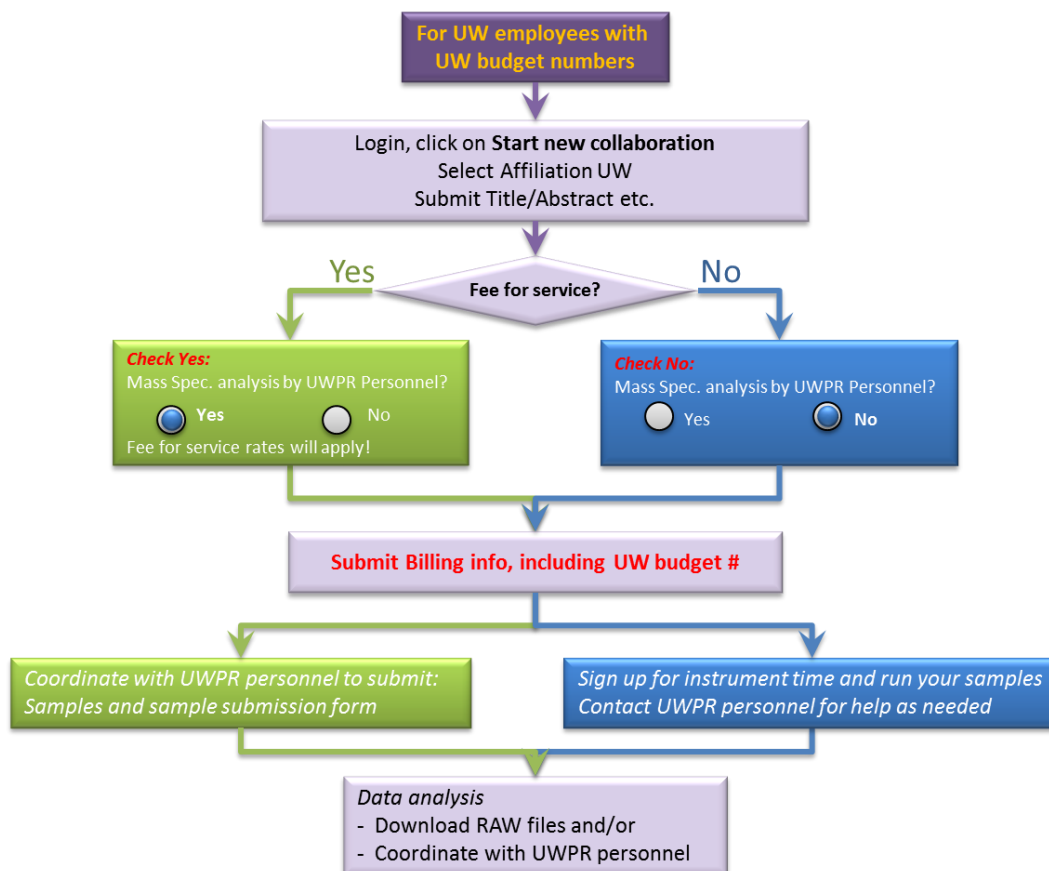 For UW employees with
UW budget numbers
Login, click on Start new collaboration
Select Affiliation UW
Submit Title/Abstract etc.
Yes
No
Fee for service?
Check Yes:
Mass Spec. analysis by UWPR Personnel?
Yes
No
Fee for service rates will apply!
Check No:
Mass Spec. analysis by UWPR Personnel?
Yes
No
Submit Billing info, including UW budget #
Coordinate with UWPR personnel to submit:
Samples and sample submission form
Sign up for instrument time and run your samples
Contact UWPR personnel for help as needed
Data analysis
- Download RAW files and/or
- Coordinate with UWPR personnel